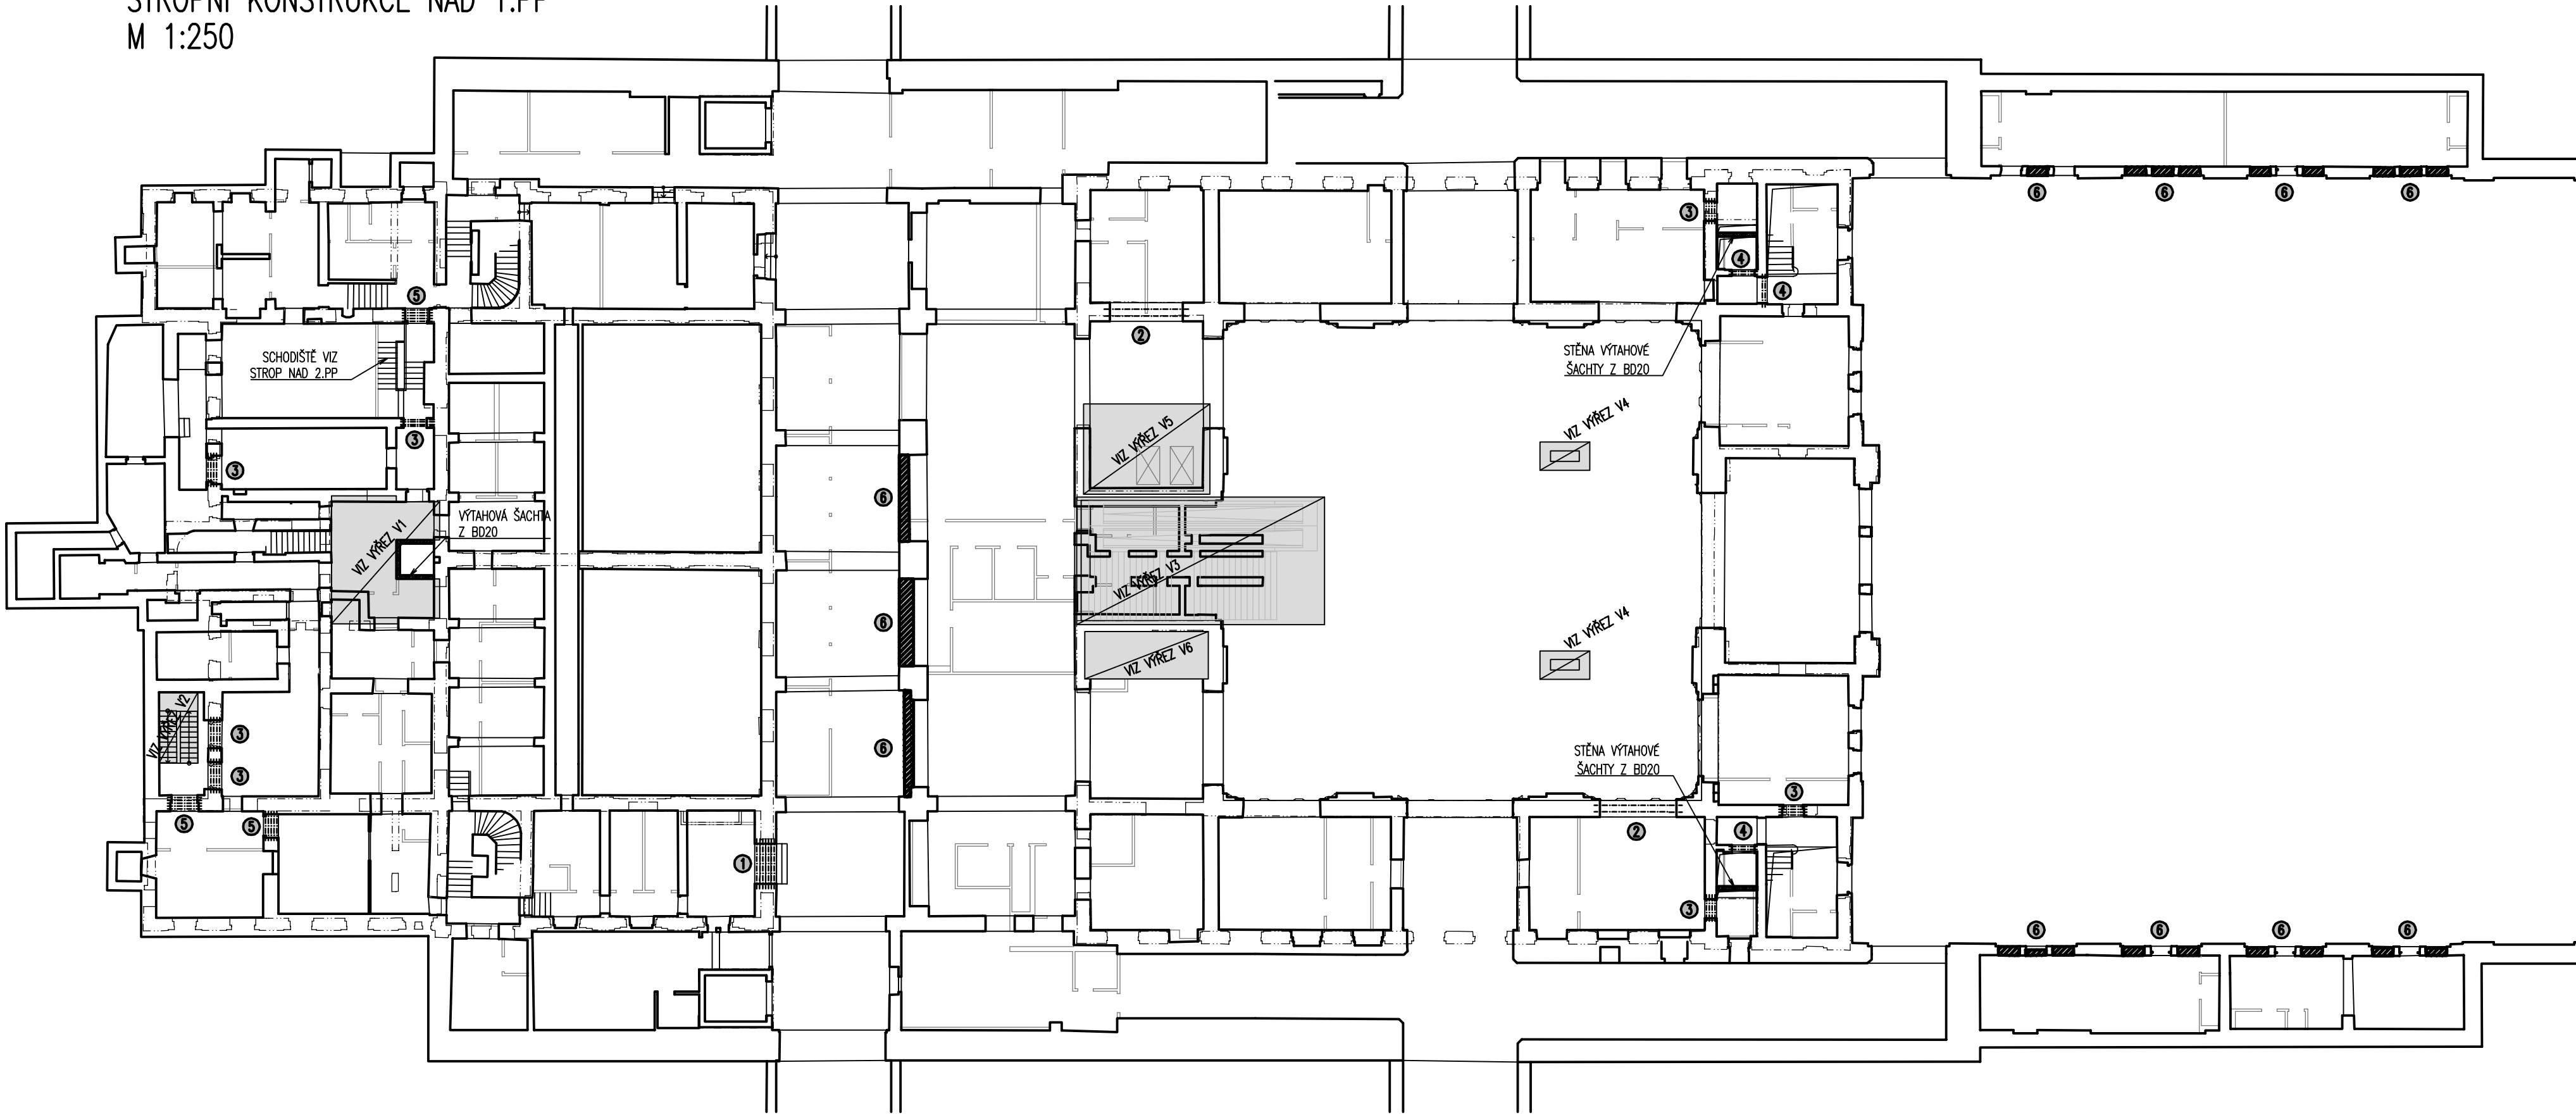 STROPNÍ KONSTRUKCE NAD 1.PP
M 1:250
6
6
6
6
3
4
4
5
2
SCHODIŠTĚ VIZ
STROP NAD 2.PP
STĚNA VÝTAHOVÉ
ŠACHTY Z BD20
VIZ VÝŘEZ V4
3
VIZ VÝŘEZ V5
3
6
VÝTAHOVÁ ŠACHTA
Z BD20
VIZ VÝŘEZ V1
VIZ VÝŘEZ V3
6
VIZ VÝŘEZ V4
VIZ VÝŘEZ V6
VIZ VÝŘEZ V2
3
6
STĚNA VÝTAHOVÉ
ŠACHTY Z BD20
3
3
5
5
2
4
1
3
6
6
6
6